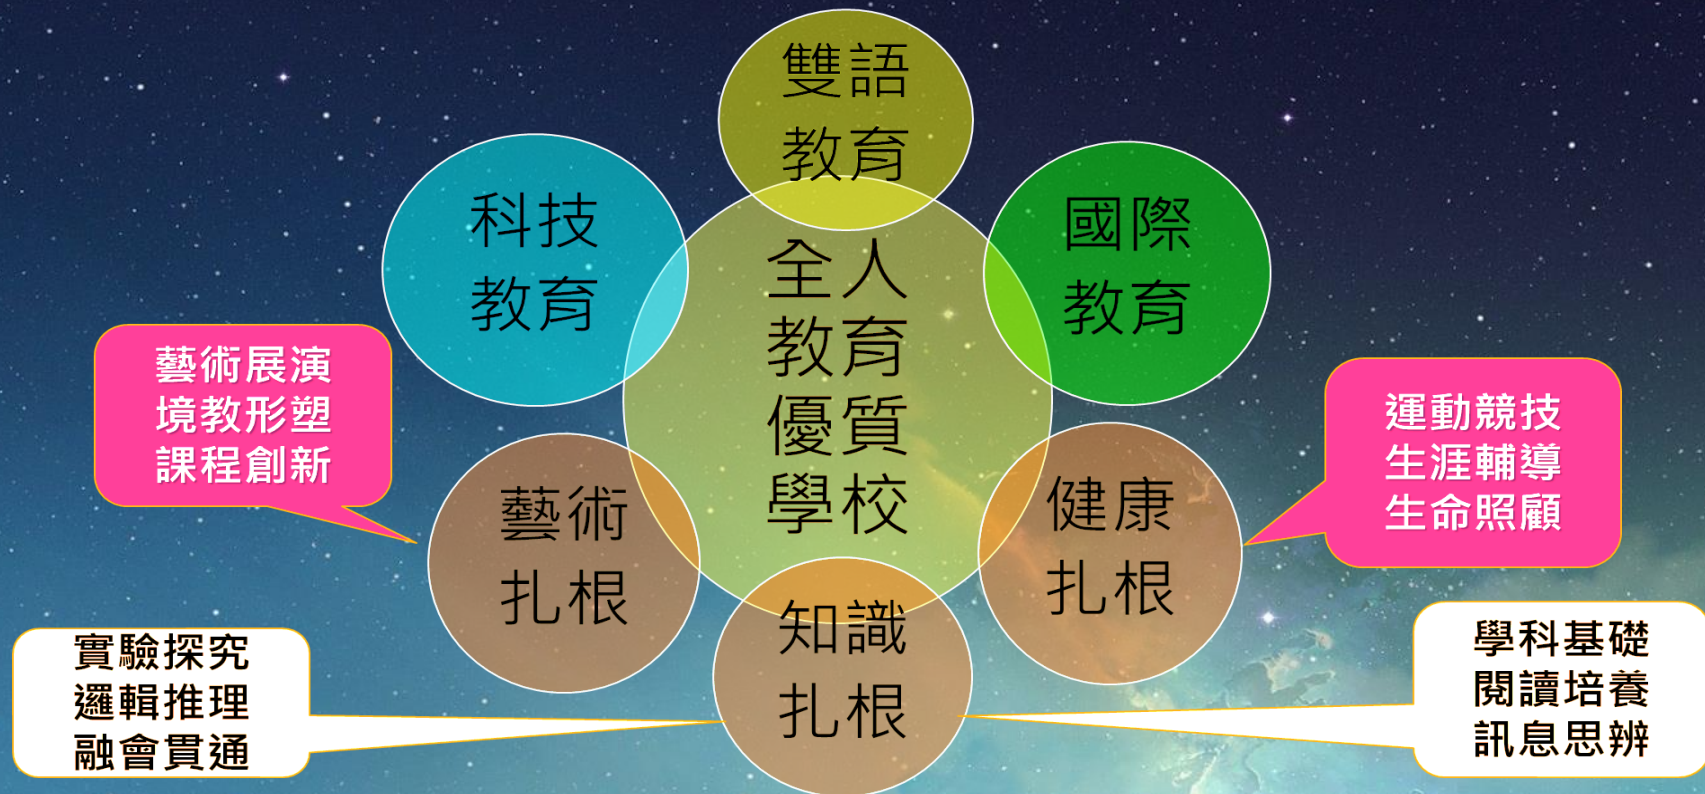 雙語
教育
科技
教育
國際
教育
全人
教育
優質
學校
藝術展演
境教形塑
課程創新
運動競技
生涯輔導
生命照顧
藝術
扎根
健康
扎根
知識
扎根
實驗探究
邏輯推理
融會貫通
學科基礎
閱讀培養
訊息思辨